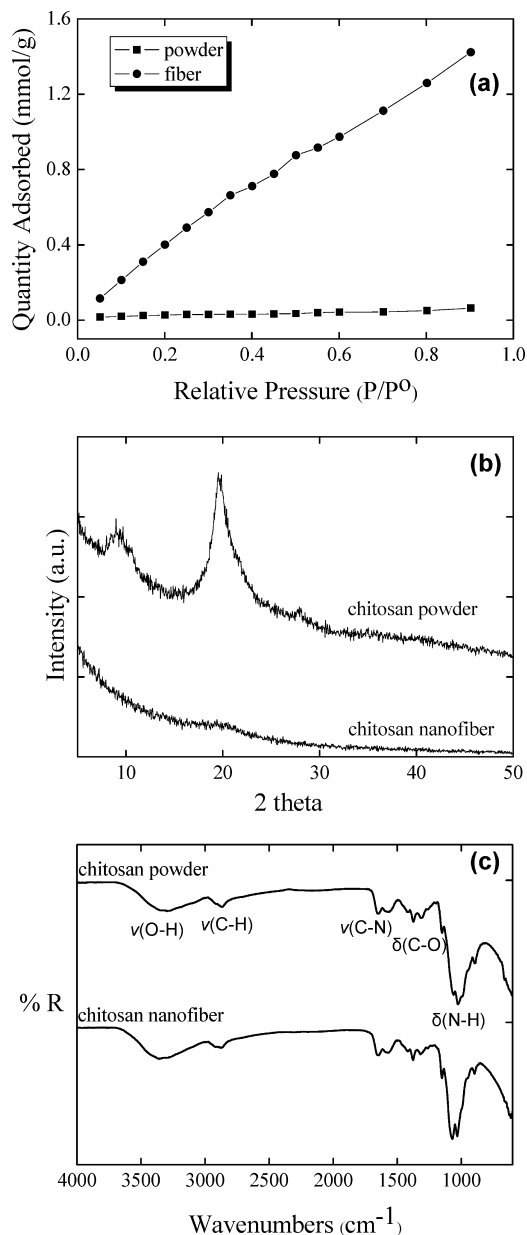 1.6
1.2
0.8
0.4
0.0
Quantity Adsorbed (mmol/g)
powder
fiber
(a)
0.0 0.2 0.4 0.6 0.8 1.0
Relative Pressure (P/Pº)
(b)
Intensity (a.u.)
chitosan powder
chitosan nanofiber
10 20 30 40 50
2 theta
(c)
chitosan powder
ν(O-H)
ν(C-H)
ν(C-N)
δ(C-O)
% R
δ(N-H)
chitosan nanofiber
4000 3500 3000 2500 2000 1500 1000
Wavenumbers (cm⁻¹)